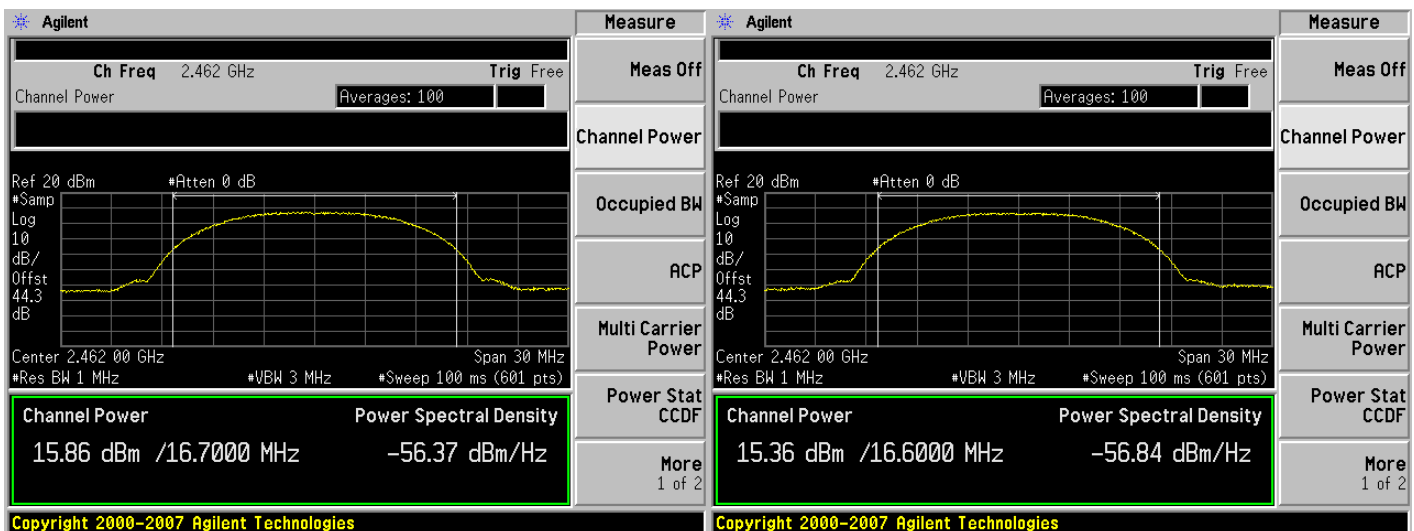 Agilent
Measure
Ch Freq 2.462 GHz Trig Free
Channel Power Averages: 100
Ref 20 dBm #Atten 0 dB
#Samp
Log
10
dB/
Offst
44.3
dB
Center 2.462 00 GHz Span 30 MHz
#Res BW 1 MHz #VBW 3 MHz #Sweep 100 ms (601 pts)
Channel Power Power Spectral Density
15.86 dBm /16.7000 MHz -56.37 dBm/Hz
Copyright 2000-2007 Agilent Technologies
Meas Off
Channel Power
Occupied BW
ACP
Multi Carrier
Power
Power Stat
CCDF
More
1 of 2
Agilent
Measure
Ch Freq 2.462 GHz Trig Free
Channel Power Averages: 100
Ref 20 dBm #Atten 0 dB
#Samp
Log
10
dB/
Offst
44.3
dB
Center 2.462 00 GHz Span 30 MHz
#Res BW 1 MHz #VBW 3 MHz #Sweep 100 ms (601 pts)
Channel Power Power Spectral Density
15.36 dBm /16.6000 MHz -56.84 dBm/Hz
Copyright 2000-2007 Agilent Technologies
Meas Off
Channel Power
Occupied BW
ACP
Multi Carrier
Power
Power Stat
CCDF
More
1 of 2